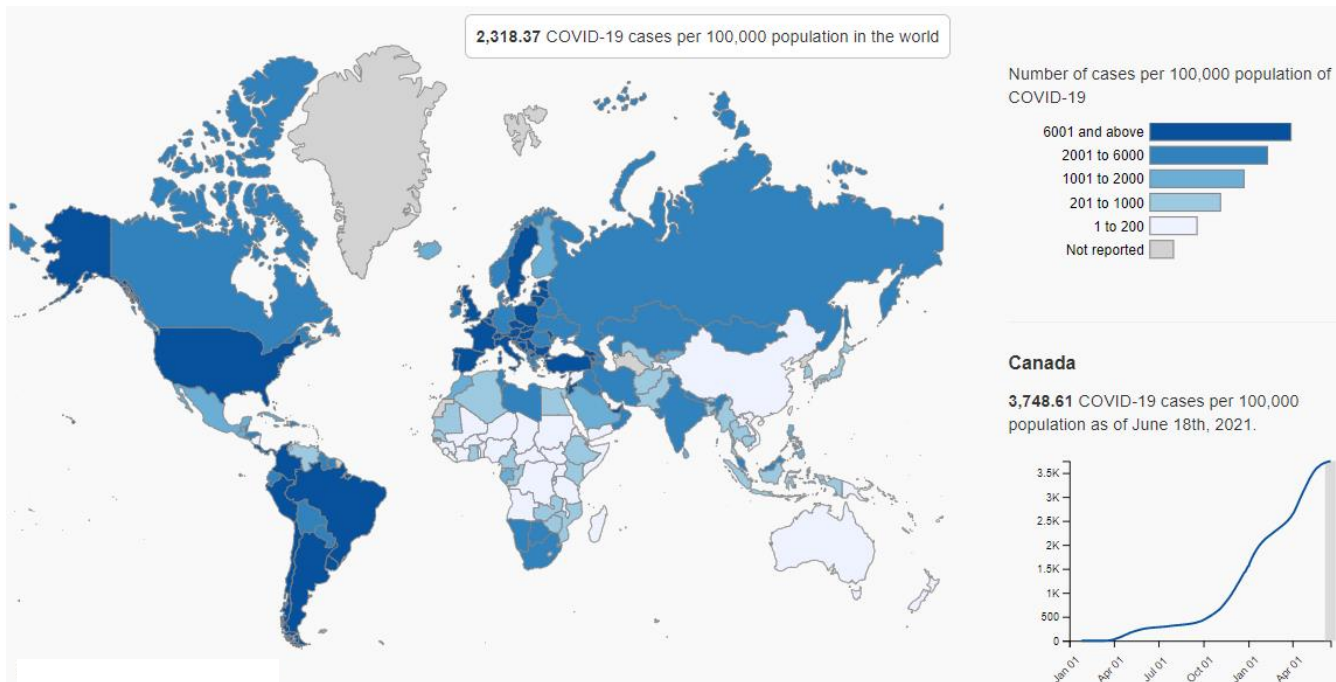 2,318.37 COVID-19 cases per 100,000 population in the world
Number of cases per 100,000 population of
COVID-19
6001 and above
2001 to 6000
1001 to 2000
201 to 1000
1 to 200
Not reported
Canada
3,748.61 COVID-19 cases per 100,000
population as of June 18th, 2021.
3.5K
3K
2.5K
2K
1.5K
1K
500
0
Jan 01
Apr 01
Jul 01
Oct 01
Jan 01
Apr 01